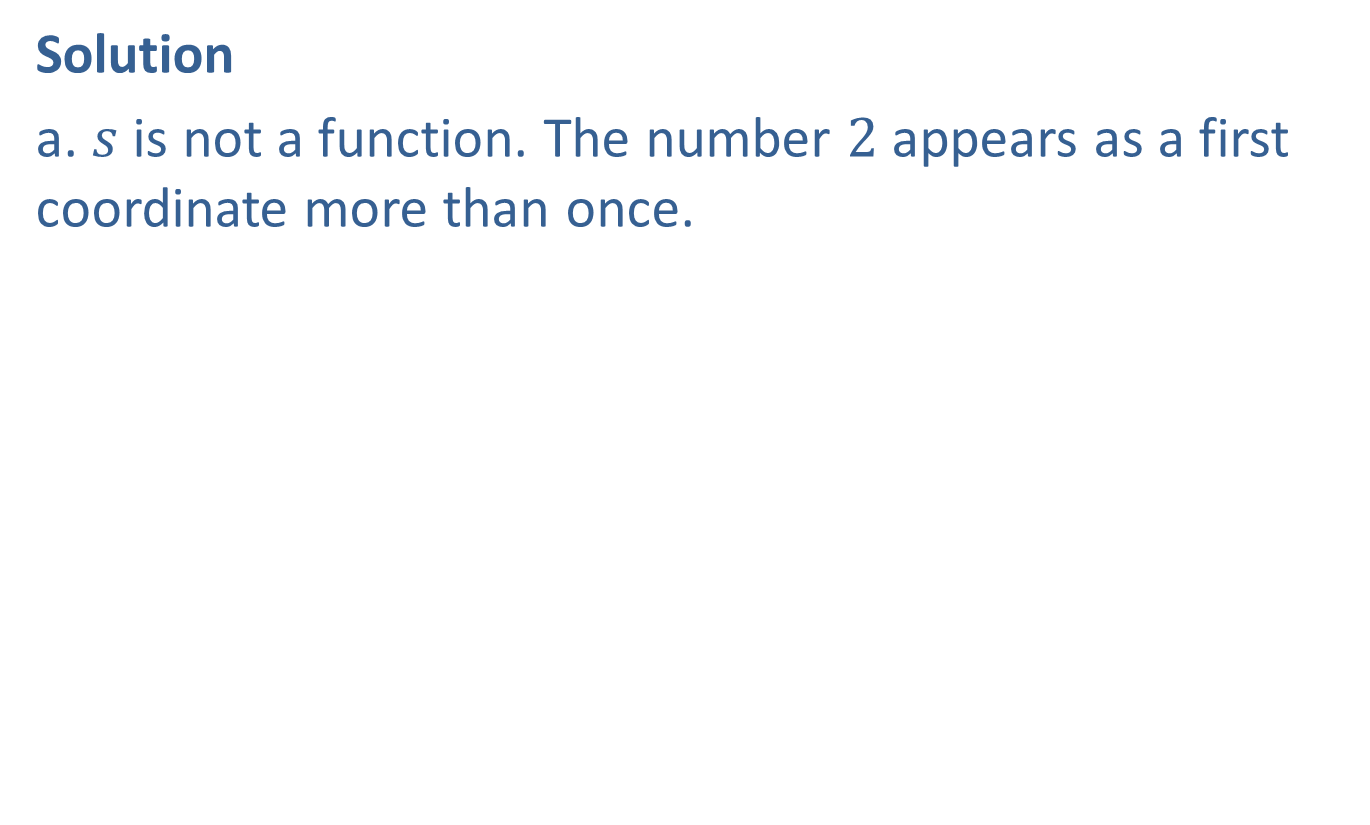 Solution
a. s is not a function. The number 2 appears as a first
coordinate more than once.